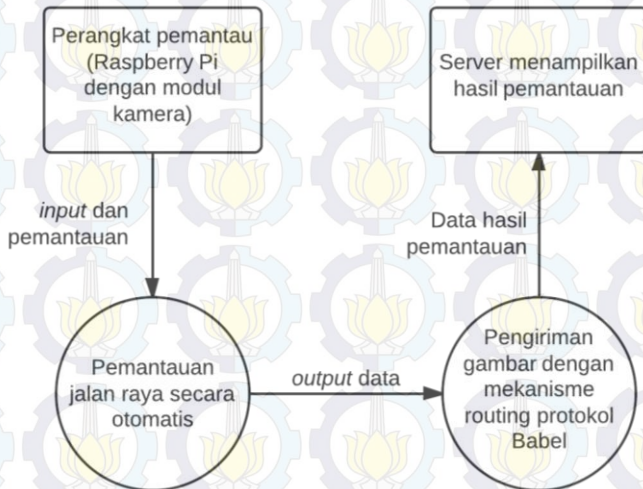 Perangkat pemantau
(Raspberry Pi
dengan modul
kamera)
Server menampilkan
hasil pemantauan
input dan
pemantauan
Data hasil
pemantauan
Pemantauan
jalan raya secara
otomatis
output data
Pengiriman
gambar dengan
mekanisme
routing protokol
Babel